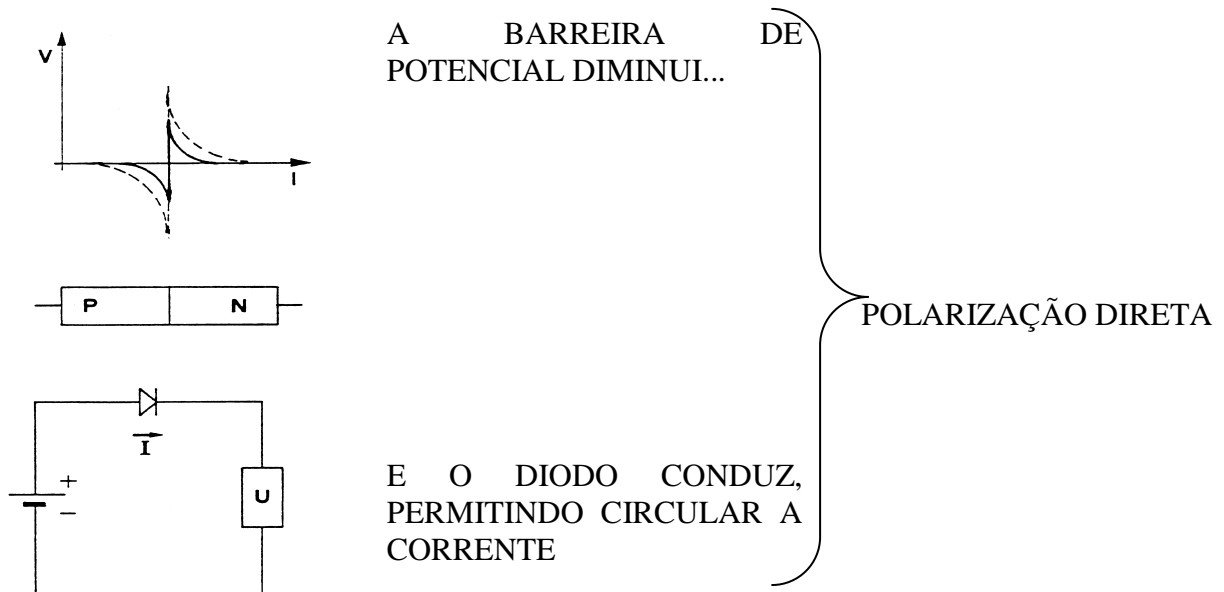 A BARREIRA DE
POTENCIAL DIMINUI...
V
I
P N
I
+
−
U
E O DIODO CONDUZ,
PERMITINDO CIRCULAR A
CORRENTE
POLARIZAÇÃO DIRETA